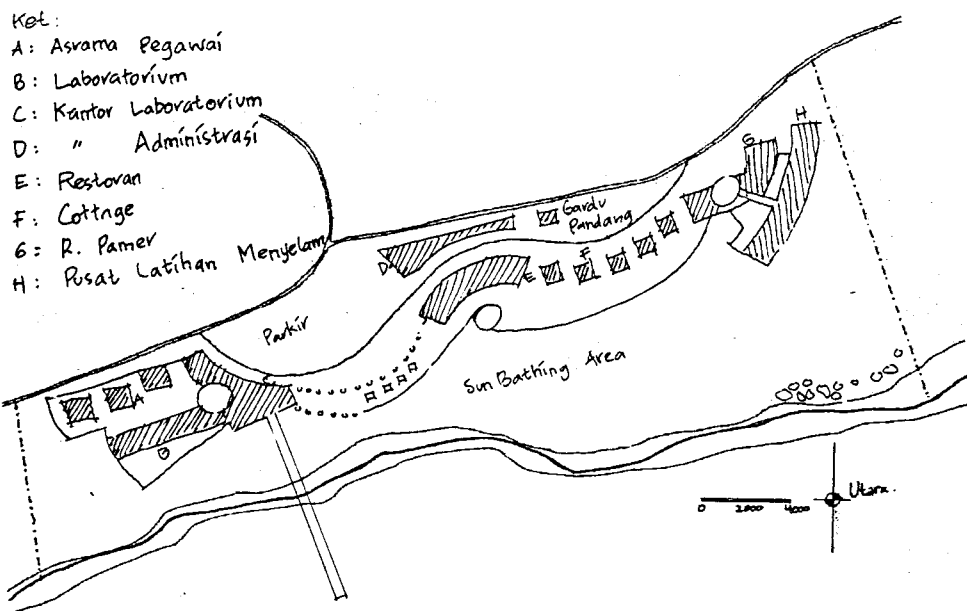 Ket :
A : Asrama Pegawai
B : Laboratorium
C : Kantor Laboratorium
D : " Administrasi
E : Restoran
F : Cottage
G : R. Pamer
H : Pusat Latihan Menyelam
H
G
Gardu
Pandang
D
E
F
Parkir
Sun Bathing Area
A
B
Utara.
0 2000 4000